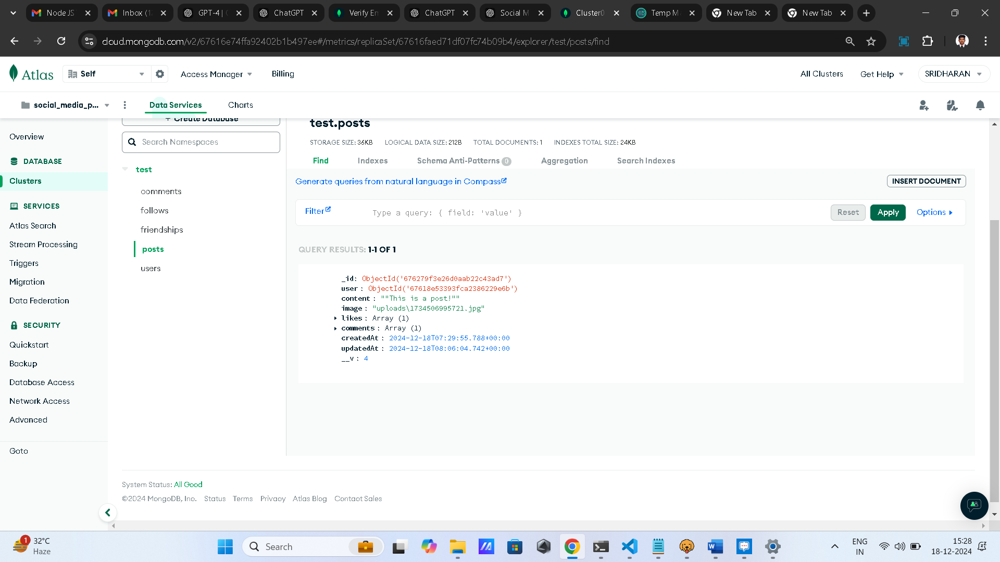 Node JS
Inbox (1
GPT-4 | (
ChatGPT
Verify En
ChatGPT
Social M
Cluster0
Temp Ma
New Tab
New Tab
cloud.mongodb.com/v2/67616e74ffa92402b1b497ee#/metrics/replicaSet/67616faed71df07fc74b09b4/explorer/test/posts/find
Atlas
Self
Access Manager
Billing
All Clusters
Get Help
SRIDHARAN
social_media_p...
Data Services
Charts
Overview
DATABASE
Clusters
SERVICES
Atlas Search
Stream Processing
Triggers
Migration
Data Federation
SECURITY
Quickstart
Backup
Database Access
Network Access
Advanced
Goto
+ Create Database
Search Namespaces
test
comments
follows
friendships
posts
users
test.posts
STORAGE SIZE: 36KB LOGICAL DATA SIZE: 212B TOTAL DOCUMENTS: 1 INDEXES TOTAL SIZE: 24KB
Find Indexes Schema Anti-Patterns 0 Aggregation Search Indexes
Generate queries from natural language in Compass
INSERT DOCUMENT
Filter
Type a query: { field: 'value' }
Reset
Apply
Options
QUERY RESULTS: 1-1 OF 1
_id: ObjectId('676279f3e26d0aab22c43ad7')
user : ObjectId('67618e53393fca2386229e6b')
content : ""This is a post!""
image : "uploads\1734506995721.jpg"
likes : Array (1)
comments : Array (1)
createdAt : 2024-12-18T07:29:55.788+00:00
updatedAt : 2024-12-18T08:06:04.742+00:00
__v : 4
System Status: All Good
©2024 MongoDB, Inc. Status Terms Privacy Atlas Blog Contact Sales
1
32°C
Haze
Search
ENG
IN
15:28
18-12-2024